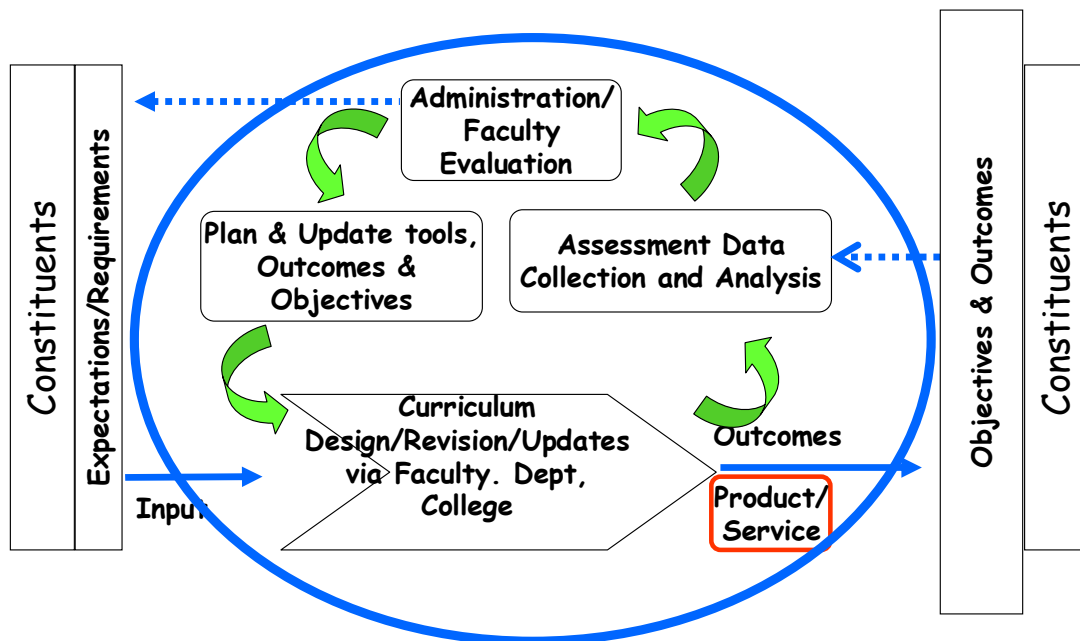 Constituents
Expectations/Requirements
Administration/
Faculty
Evaluation
Plan & Update tools,
Outcomes &
Objectives
Assessment Data
Collection and Analysis
Curriculum
Design/Revision/Updates
via Faculty. Dept,
College
Input
Outcomes
Product/
Service
Objectives & Outcomes
Constituents